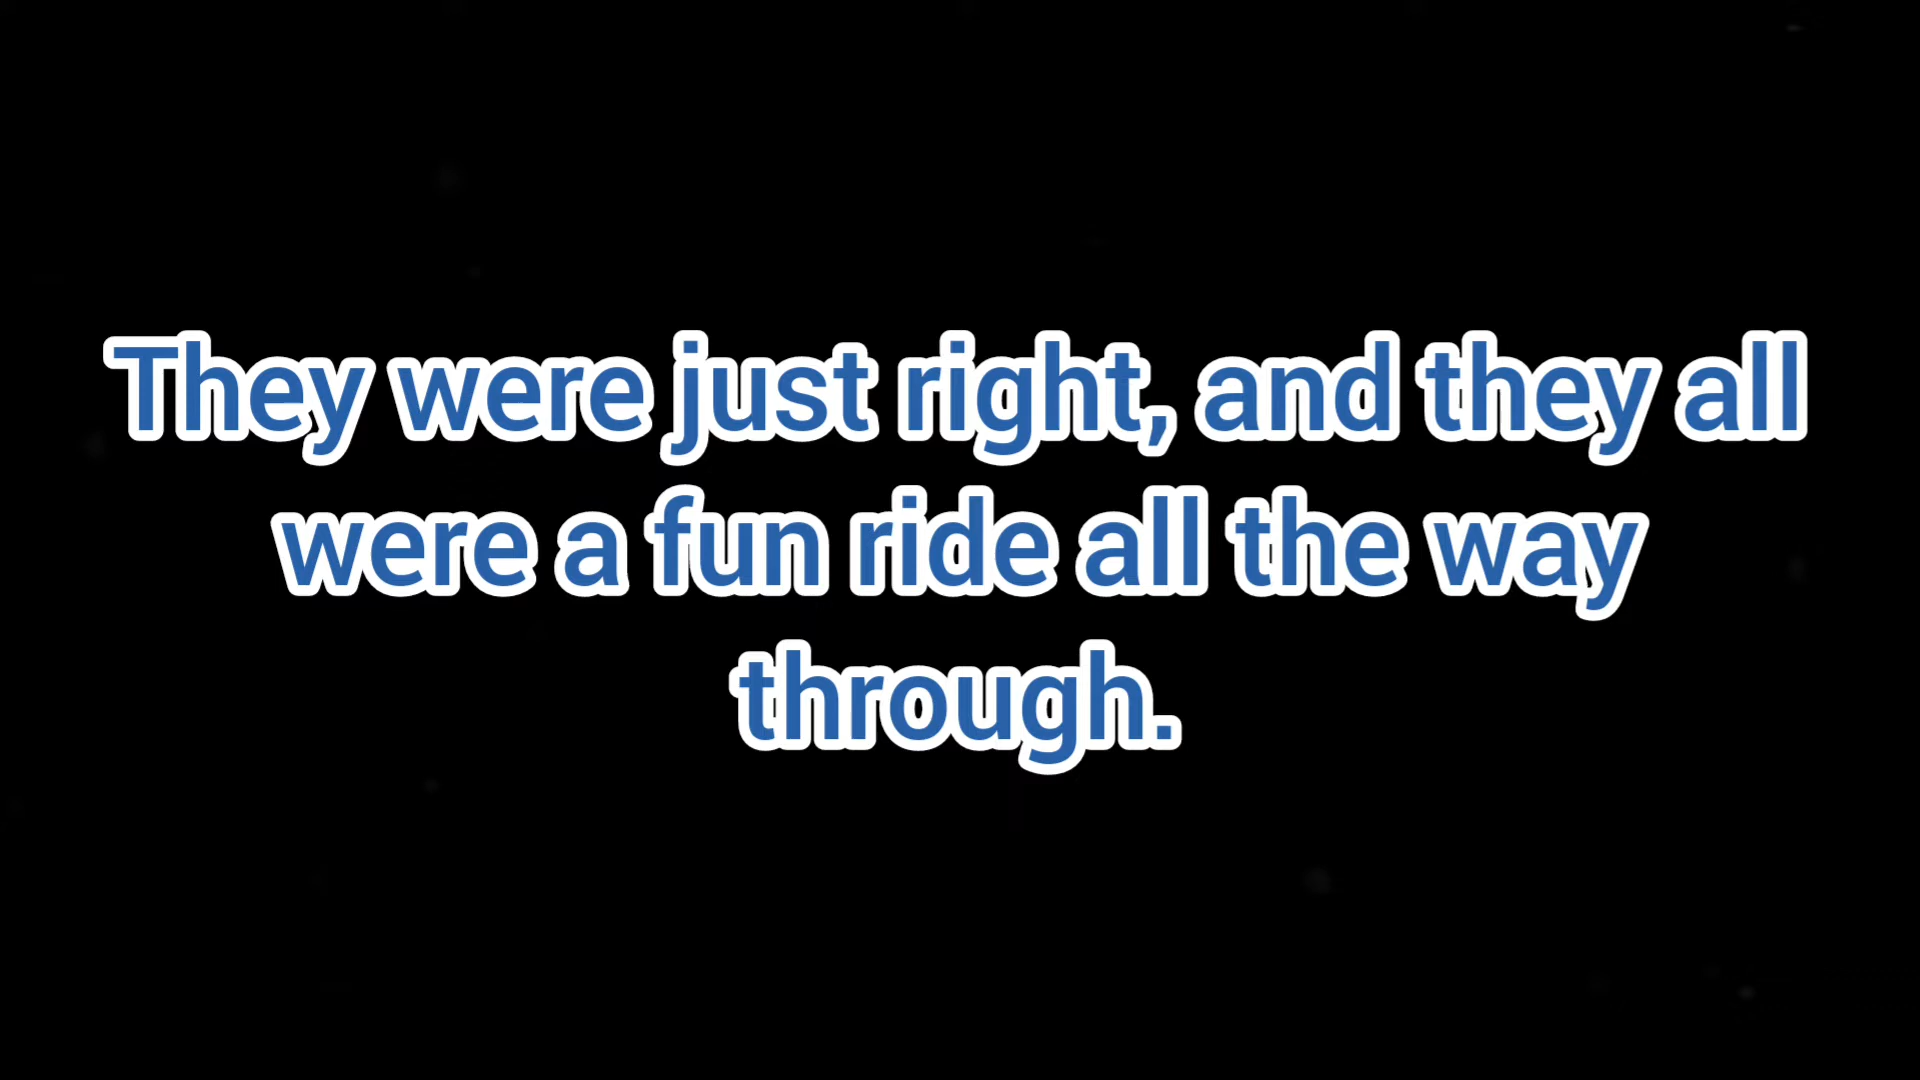 They were just right, and they all
were a fun ride all the way
through.